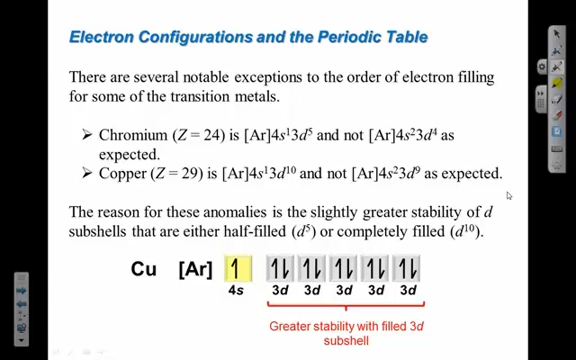 Electron Configurations and the Periodic Table
There are several notable exceptions to the order of electron filling
for some of the transition metals.
➢ Chromium (Z = 24) is [Ar]4s¹3d⁵ and not [Ar]4s²3d⁴ as
expected.
➢ Copper (Z = 29) is [Ar]4s¹3d¹⁰ and not [Ar]4s²3d⁹ as expected.
The reason for these anomalies is the slightly greater stability of d
subshells that are either half-filled (d⁵) or completely filled (d¹⁰).
Cu [Ar] ↿ ↿⇂ ↿⇂ ↿⇂ ↿⇂ ↿⇂
4s 3d 3d 3d 3d 3d
Greater stability with filled 3d
subshell